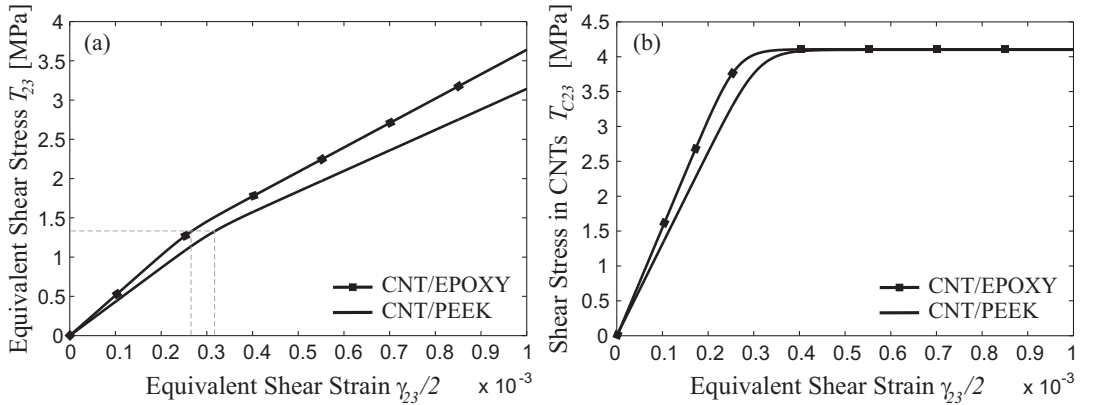 (a)
Equivalent Shear Stress T23 [MPa]
4
3.5
3
2.5
2
1.5
1
0.5
0
CNT/EPOXY
CNT/PEEK
0 0.1 0.2 0.3 0.4 0.5 0.6 0.7 0.8 0.9 1
Equivalent Shear Strain γ23/2 x 10-3
(b)
Shear Stress in CNTs TC23 [MPa]
4.5
4
3.5
3
2.5
2
1.5
1
0.5
0
CNT/EPOXY
CNT/PEEK
0 0.1 0.2 0.3 0.4 0.5 0.6 0.7 0.8 0.9 1
Equivalent Shear Strain γ23/2 x 10-3